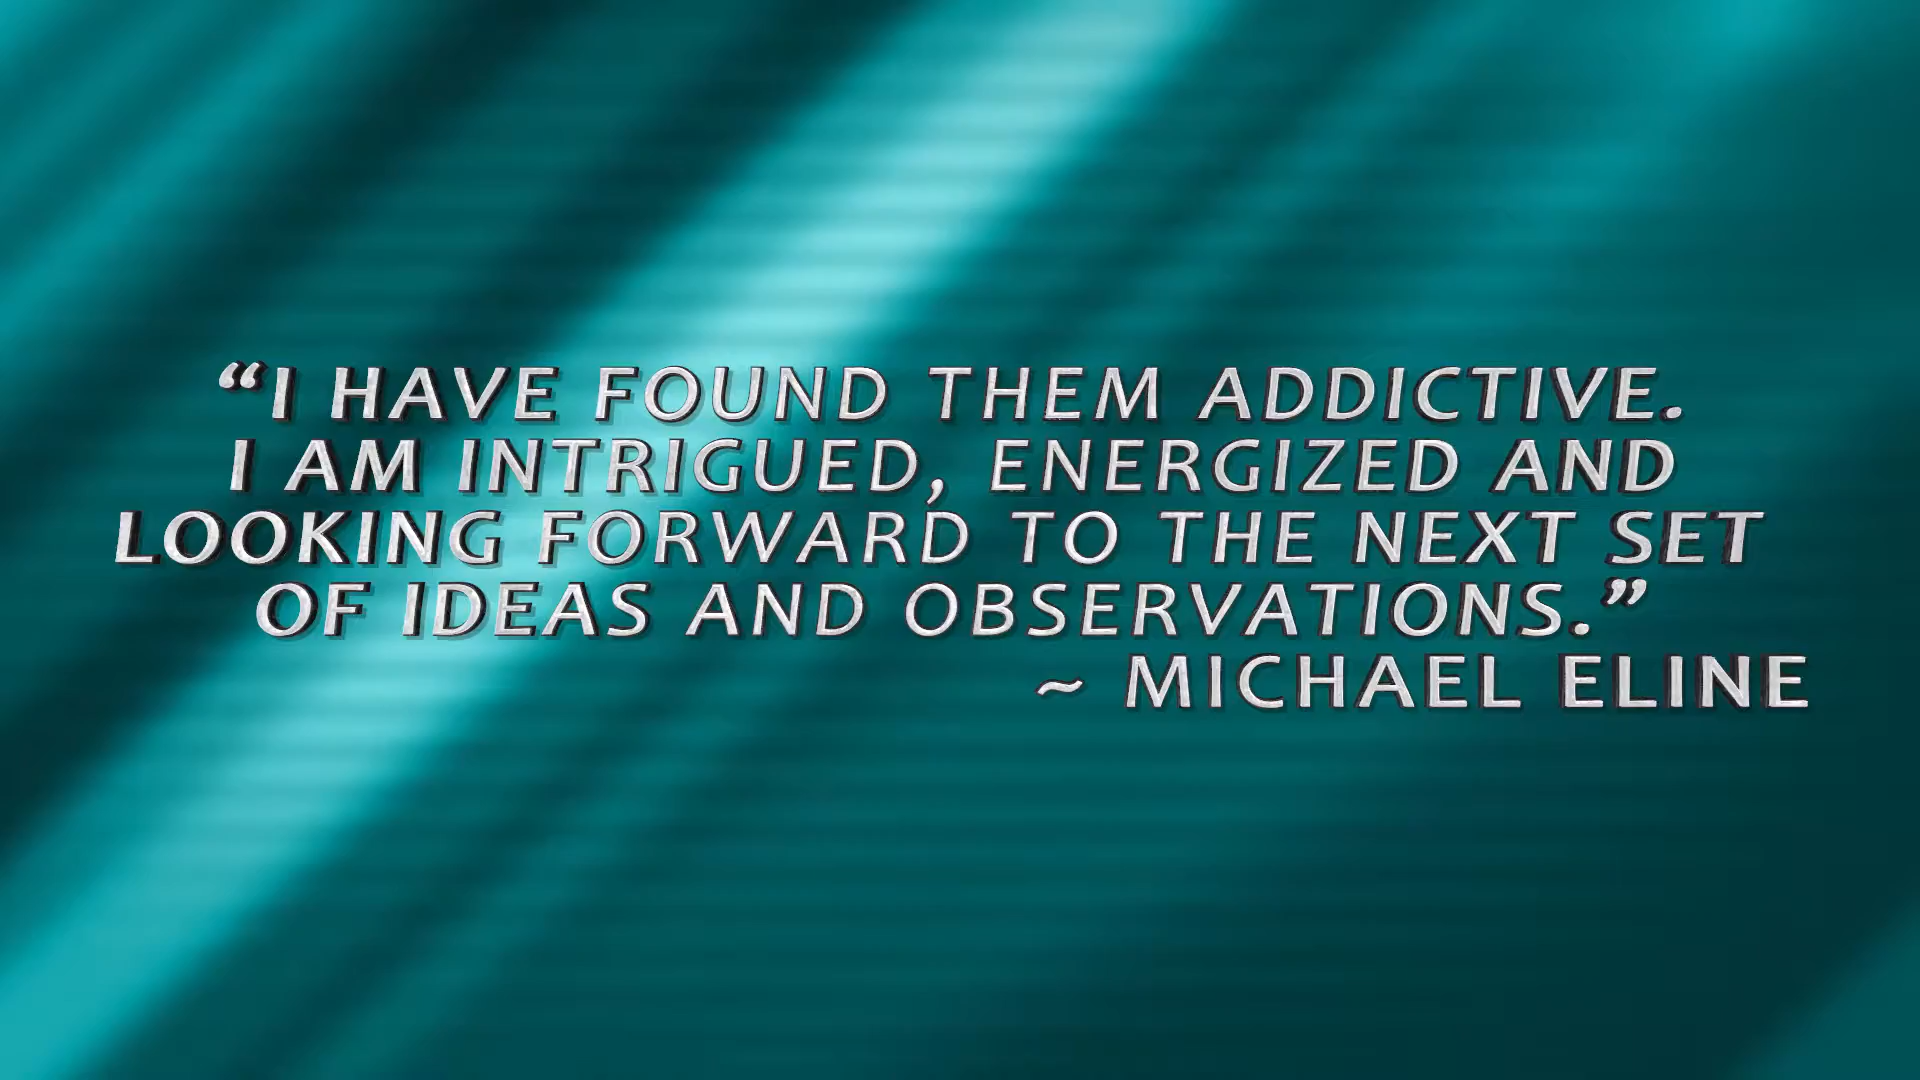 “I HAVE FOUND THEM ADDICTIVE.
I AM INTRIGUED, ENERGIZED AND
LOOKING FORWARD TO THE NEXT SET
OF IDEAS AND OBSERVATIONS.”
~ MICHAEL ELINE